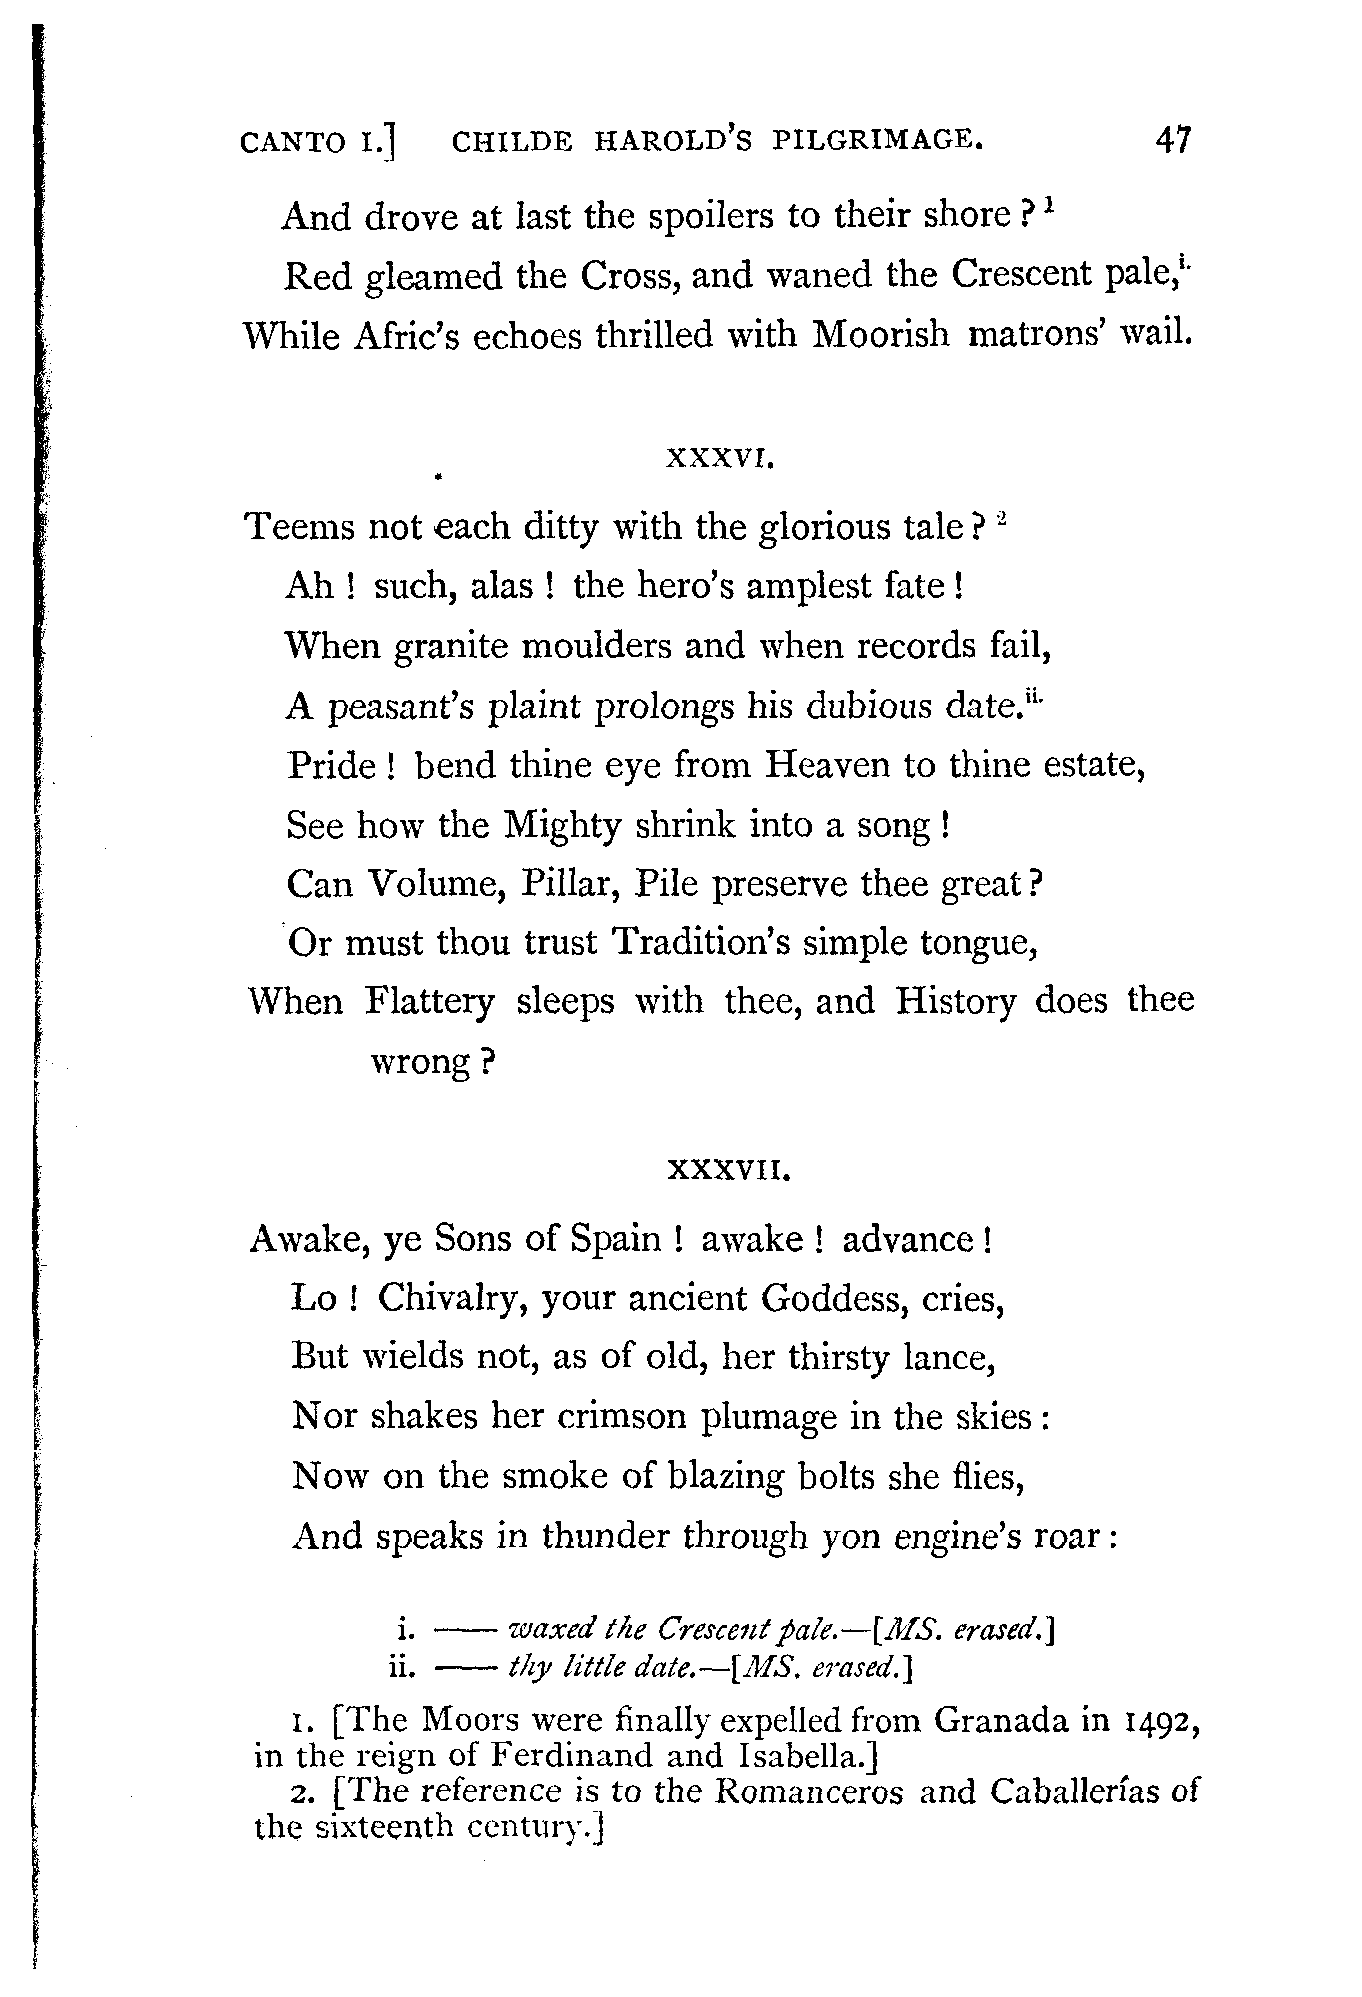 CANTO I.] CHILDE HAROLD'S PILGRIMAGE. 47
And drove at last the spoilers to their shore ? 1
Red gleamed the Cross, and waned the Crescent pale,i.
While Afric's echoes thrilled with Moorish matrons' wail.
XXXVI.
Teems not each ditty with the glorious tale ? 2
Ah ! such, alas ! the hero's amplest fate !
When granite moulders and when records fail,
A peasant's plaint prolongs his dubious date.ii.
Pride ! bend thine eye from Heaven to thine estate,
See how the Mighty shrink into a song !
Can Volume, Pillar, Pile preserve thee great ?
Or must thou trust Tradition's simple tongue,
When Flattery sleeps with thee, and History does thee
wrong ?
XXXVII.
Awake, ye Sons of Spain ! awake ! advance !
Lo ! Chivalry, your ancient Goddess, cries,
But wields not, as of old, her thirsty lance,
Nor shakes her crimson plumage in the skies :
Now on the smoke of blazing bolts she flies,
And speaks in thunder through yon engine's roar :
i. —— waxed the Crescent pale.—[MS. erased.]
ii. —— thy little date.—[MS. erased.]
1. [The Moors were finally expelled from Granada in 1492,
in the reign of Ferdinand and Isabella.]
2. [The reference is to the Romanceros and Caballerías of
the sixteenth century.]